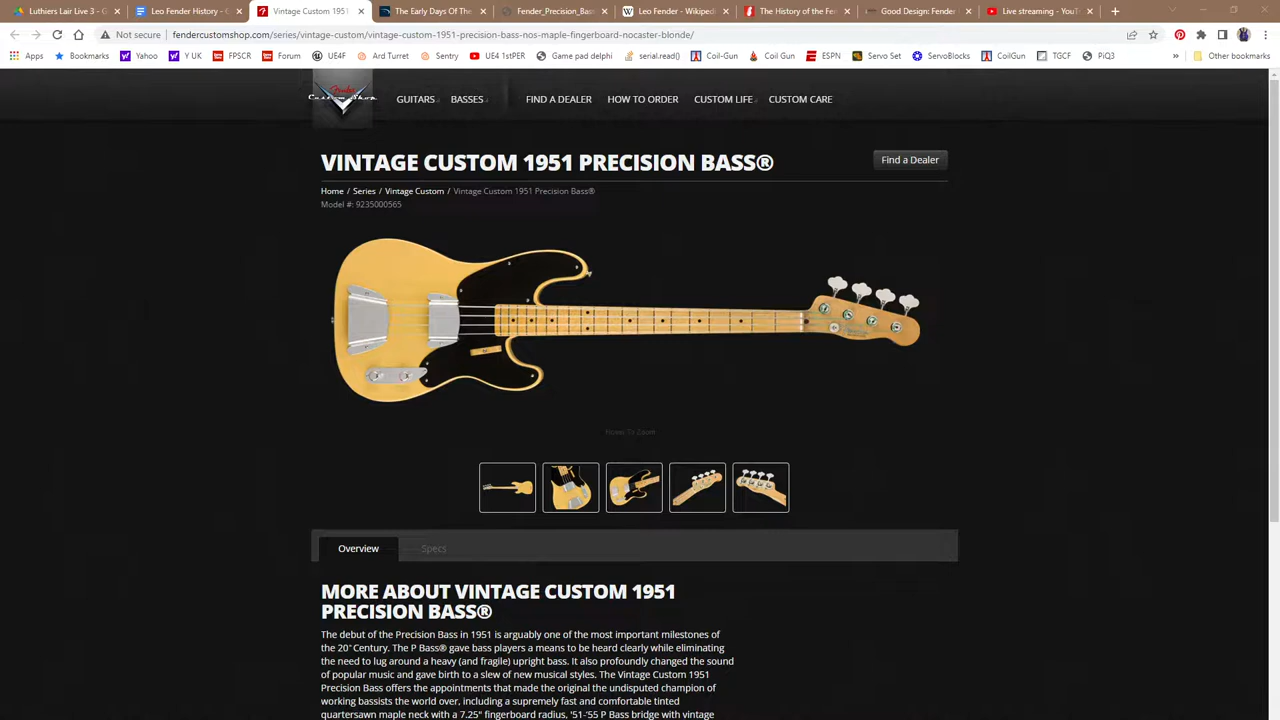 Luthiers Lair Live 3 - G
Leo Fender History - G
Vintage Custom 1951
The Early Days Of The
Fender_Precision_Bass
Leo Fender - Wikipedi
The History of the Fen
Good Design: Fender
Live streaming - YouT
Not secure
fendercustomshop.com/series/vintage-custom/vintage-custom-1951-precision-bass-nos-maple-fingerboard-nocaster-blonde/
Apps
Bookmarks
Yahoo
Y UK
FPSCR
Forum
UE4F
Ard Turret
Sentry
UE4 1stPER
Game pad delphi
serial.read()
Coil-Gun
Coil Gun
ESPN
Servo Set
ServoBlocks
CoilGun
TGCF
PiQ3
»
Other bookmarks
Fender
Custom Shop
GUITARS
BASSES
FIND A DEALER
HOW TO ORDER
CUSTOM LIFE
CUSTOM CARE
VINTAGE CUSTOM 1951 PRECISION BASS®
Find a Dealer
Home / Series / Vintage Custom / Vintage Custom 1951 Precision Bass®
Model #: 9235000565
Hover To Zoom
Overview
Specs
MORE ABOUT VINTAGE CUSTOM 1951
PRECISION BASS®
The debut of the Precision Bass in 1951 is arguably one of the most important milestones of
the 20" Century. The P Bass® gave bass players a means to be heard clearly while eliminating
the need to lug around a heavy (and fragile) upright bass. It also profoundly changed the sound
of popular music and gave birth to a slew of new musical styles. The Vintage Custom 1951
Precision Bass offers the appointments that made the original the undisputed champion of
working bassists the world over, including a supremely fast and comfortable tinted
quartersawn maple neck with a 7.25" fingerboard radius, '51-'55 P Bass bridge with vintage